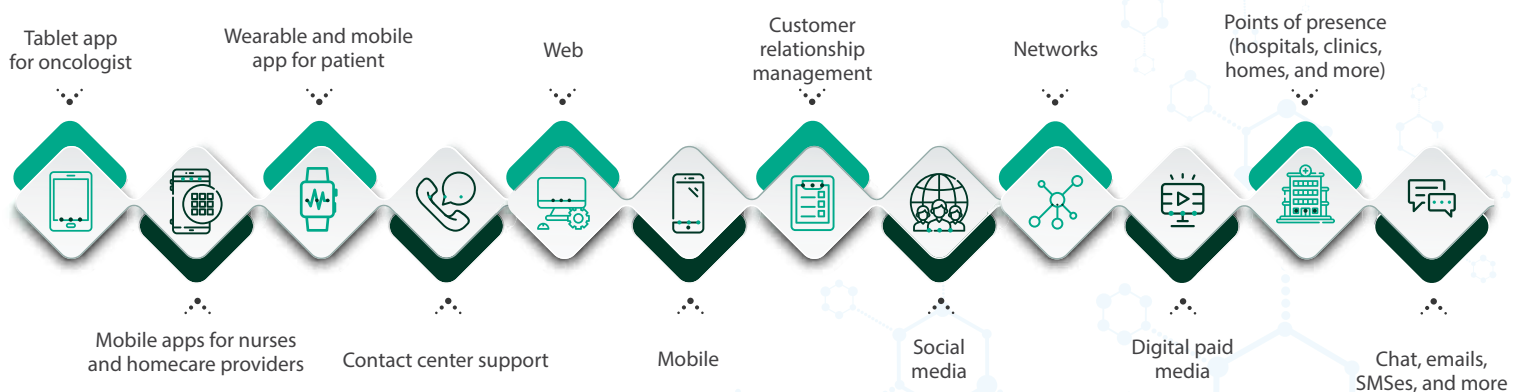 Tablet app
for oncologist
Mobile apps for nurses
and homecare providers
Wearable and mobile
app for patient
Contact center support
Web
Mobile
Customer
relationship
management
Social
media
Networks
Digital paid
media
Points of presence
(hospitals, clinics,
homes, and more)
Chat, emails,
SMSes, and more